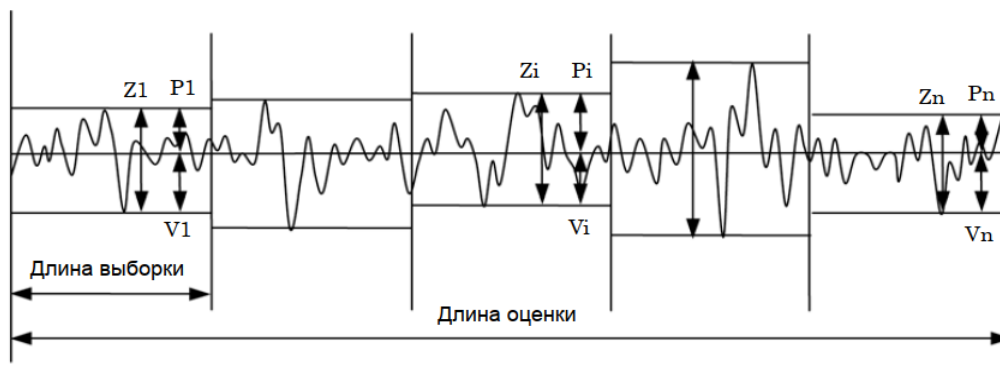 Z1 P1
Zi Pi
Zn Pn
V1
Vi
Vn
Длина выборки
Длина оценки